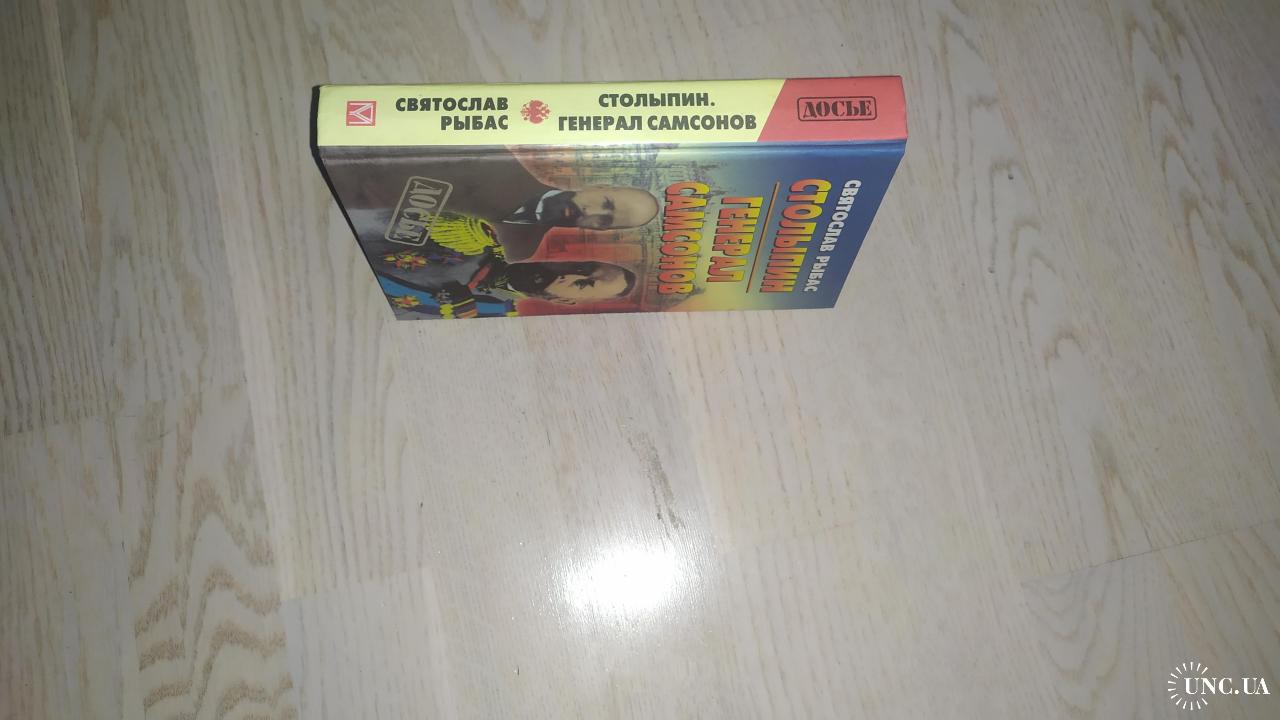 СВЯТОСЛАВ
РЫБАС
СТОЛЫПИН.
ГЕНЕРАЛ САМСОНОВ
ДОСЬЕ
СВЯТОСЛАВ РЫБАС
СТОЛЫПИН
ГЕНЕРАЛ
САМСОНОВ
ДОСЬЕ
UNC.UA